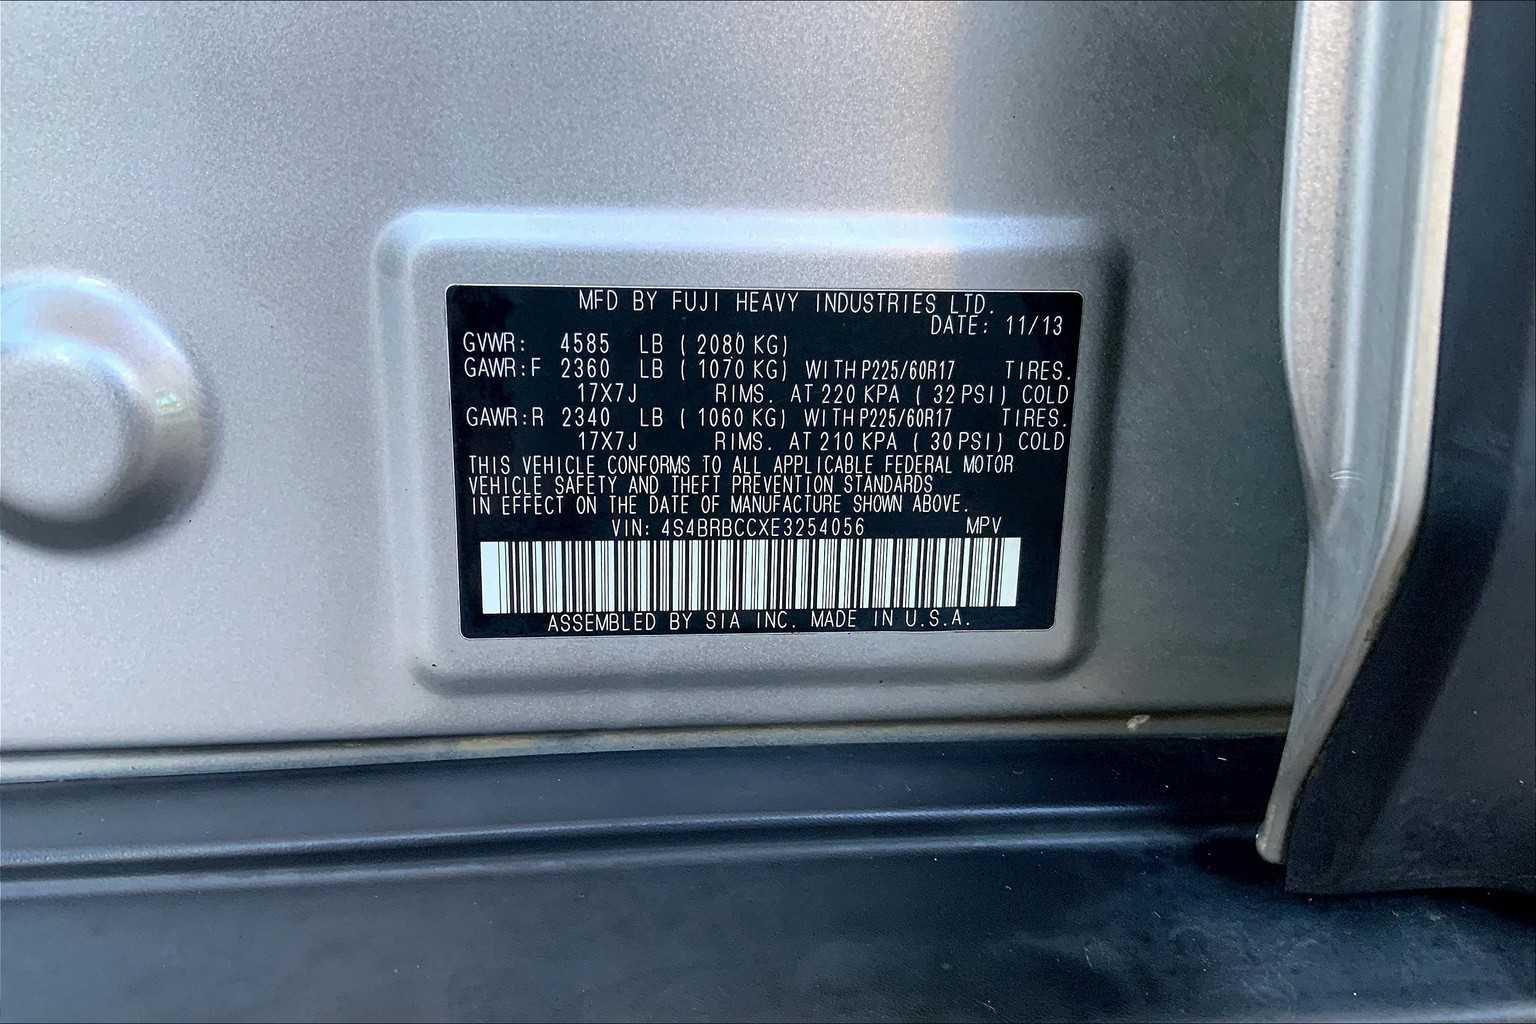 MFD BY FUJI HEAVY INDUSTRIES LTD.
DATE: 11/13
GVWR: 4585 LB (2080 KG)
GAWR:F 2360 LB (1070 KG) WITH P225/60R17 TIRES.
17X7J RIMS. AT 220 KPA (32 PSI) COLD
GAWR:R 2340 LB (1060 KG) WITH P225/60R17 TIRES.
17X7J RIMS. AT 210 KPA (30 PSI) COLD
THIS VEHICLE CONFORMS TO ALL APPLICABLE FEDERAL MOTOR
VEHICLE SAFETY AND THEFT PREVENTION STANDARDS
IN EFFECT ON THE DATE OF MANUFACTURE SHOWN ABOVE.
VIN: 4S4BRBCCXE3254056 MPV
ASSEMBLED BY SIA INC. MADE IN U.S.A.